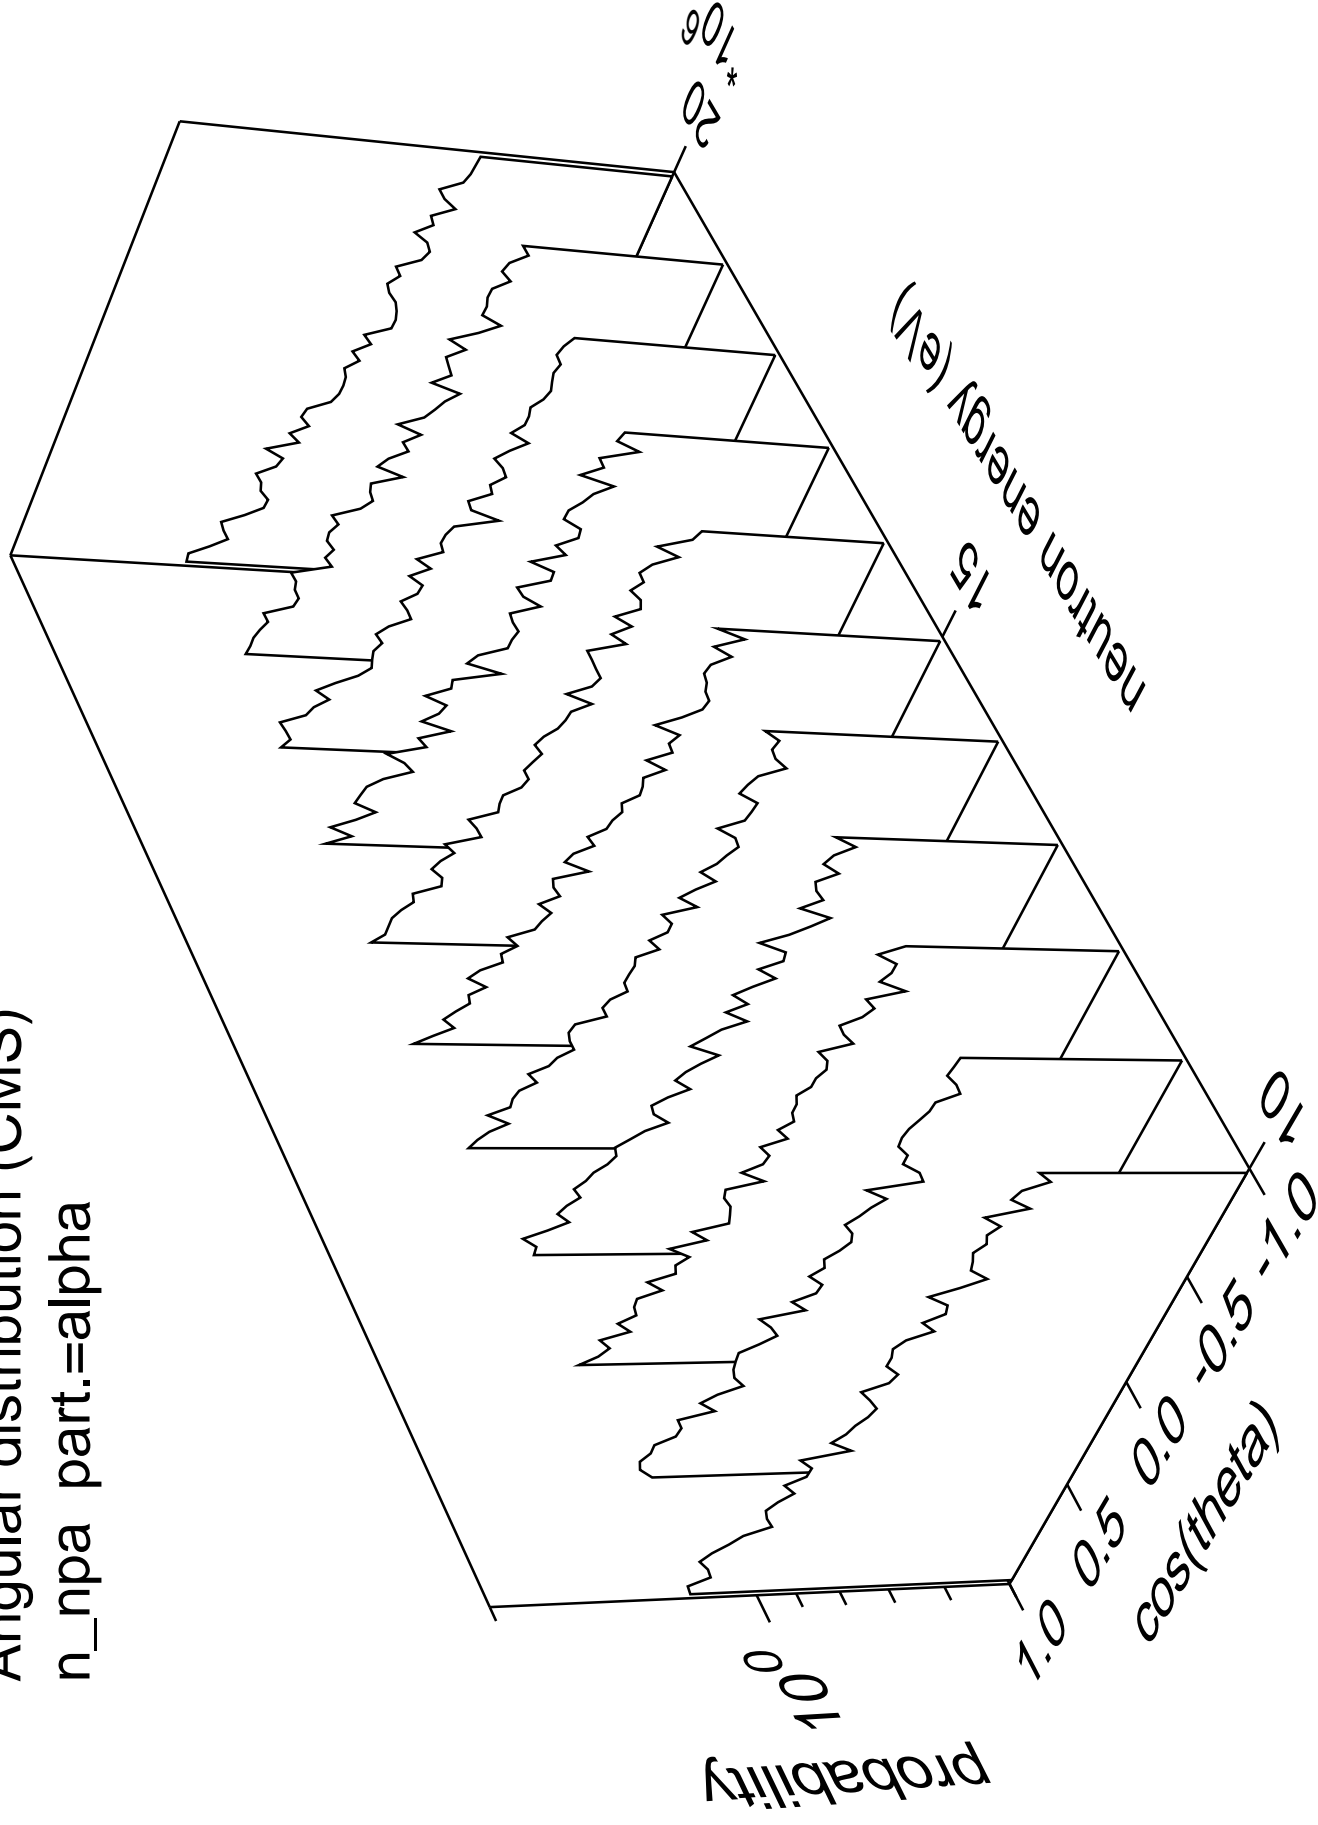 Angular distribution (CMS)
n_npa part.=alpha
probability
10^0
1.0 0.5 0.0 -0.5 -1.0
cos(theta)
10 15 20 * 10^6
neutron energy (eV)